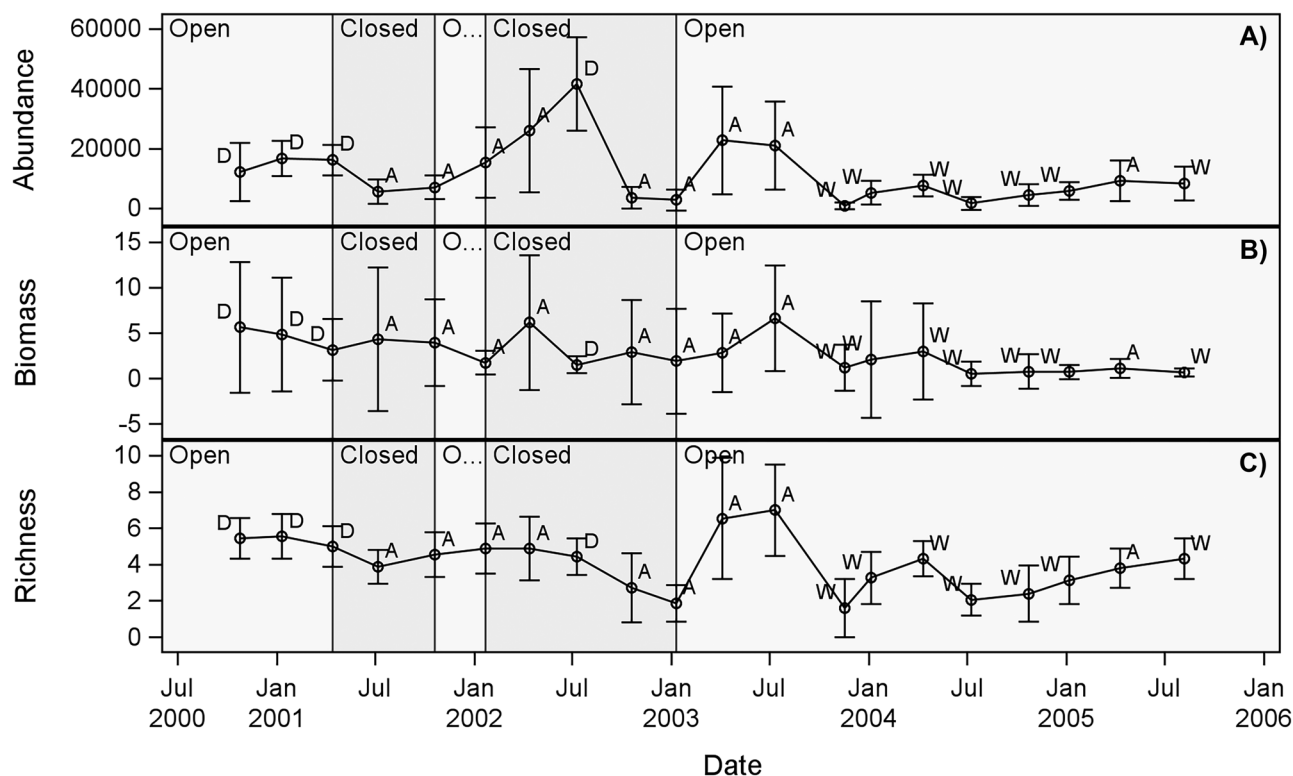 Open Closed O... Closed Open A)
Abundance
60000
40000
20000
0
D D D A A A A D A A A A W W W W W W A W
Open Closed O... Closed Open B)
Biomass
15
10
5
0
-5
D D D A A A A D A A A A W W W W W W A W
Open Closed O... Closed Open C)
Richness
10
8
6
4
2
0
D D D A A A A D A A A A W W W W W W A W
Jul Jan Jul Jan Jul Jan Jul Jan Jul Jan Jul Jan
2000 2001 2002 2003 2004 2005 2006
Date